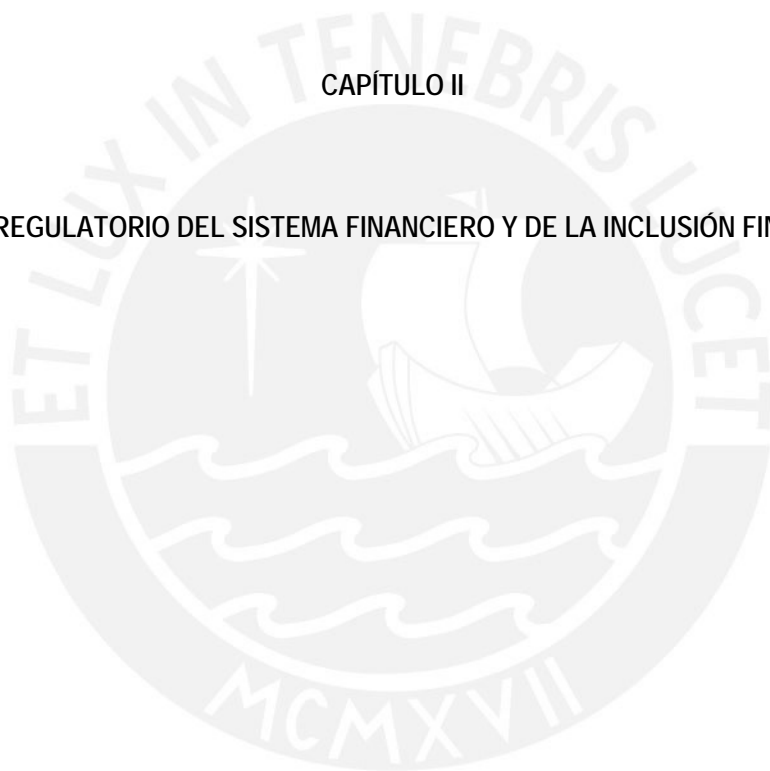 CAPÍTULO II
REGULATORIO DEL SISTEMA FINANCIERO Y DE LA INCLUSIÓN FIN
ET LUX IN TENEBRIS LUCET
MCMXVII